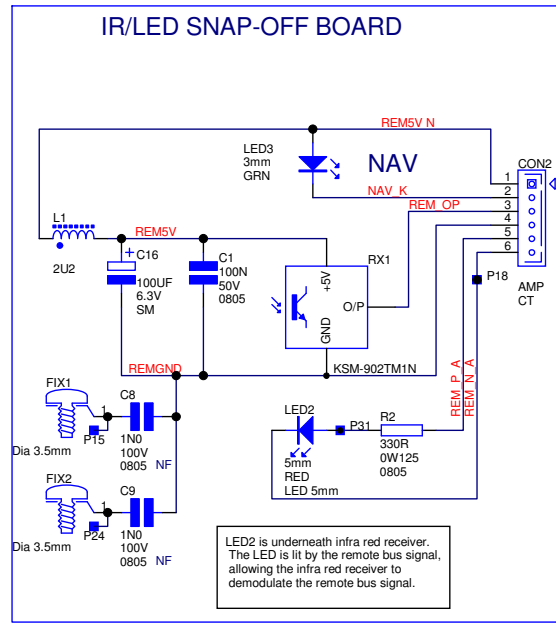 IR/LED SNAP-OFF BOARD
REM5V N
LED3
3mm
GRN
NAV
CON2
1
2
3
4
5
6
NAV_K
REM_OP
L1
2U2
REM5V
+
C16
100UF
6.3V
SM
C1
100N
50V
0805
RX1
+5V
O/P
GND
KSM-902TM1N
P18
AMP
CT
REMGND
REM_P_A
REM_N_A
FIX1
1
P15
Dia 3.5mm
C8
1N0
100V
0805 NF
LED2
5mm
RED
LED 5mm
P31
R2
330R
0W125
0805
FIX2
1
P24
Dia 3.5mm
C9
1N0
100V
0805 NF
LED2 is underneath infra red receiver.
The LED is lit by the remote bus signal,
allowing the infra red receiver to
demodulate the remote bus signal.